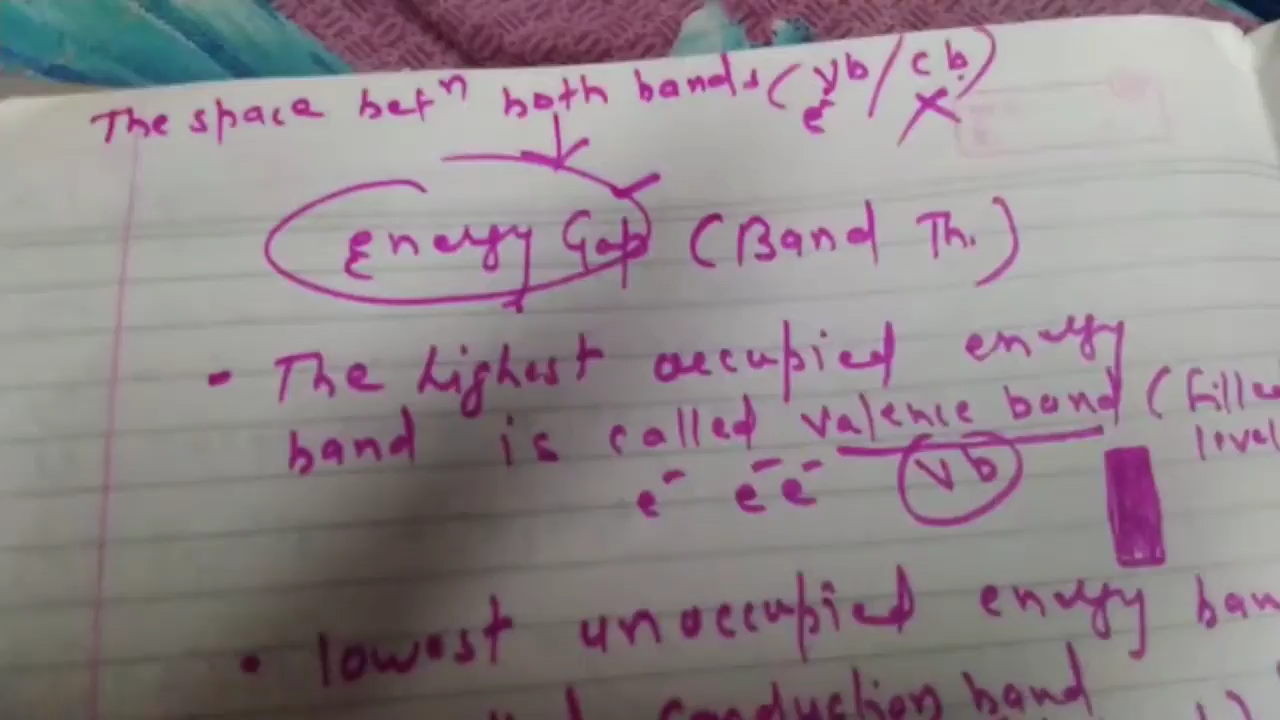 The space betⁿ both bands (vb/cb)
e⁻ X
Energy Gap (Band Th.)
• The highest occupied energy
band is called valence band (filled
level
e⁻ e⁻ e⁻ Vb
• lowest unoccupied energy ban
conduction band